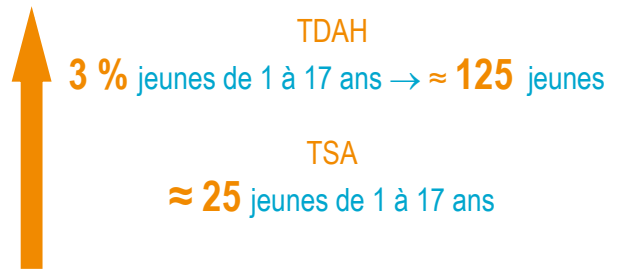 TDAH
3 % jeunes de 1 à 17 ans → ≈ 125 jeunes
TSA
≈ 25 jeunes de 1 à 17 ans